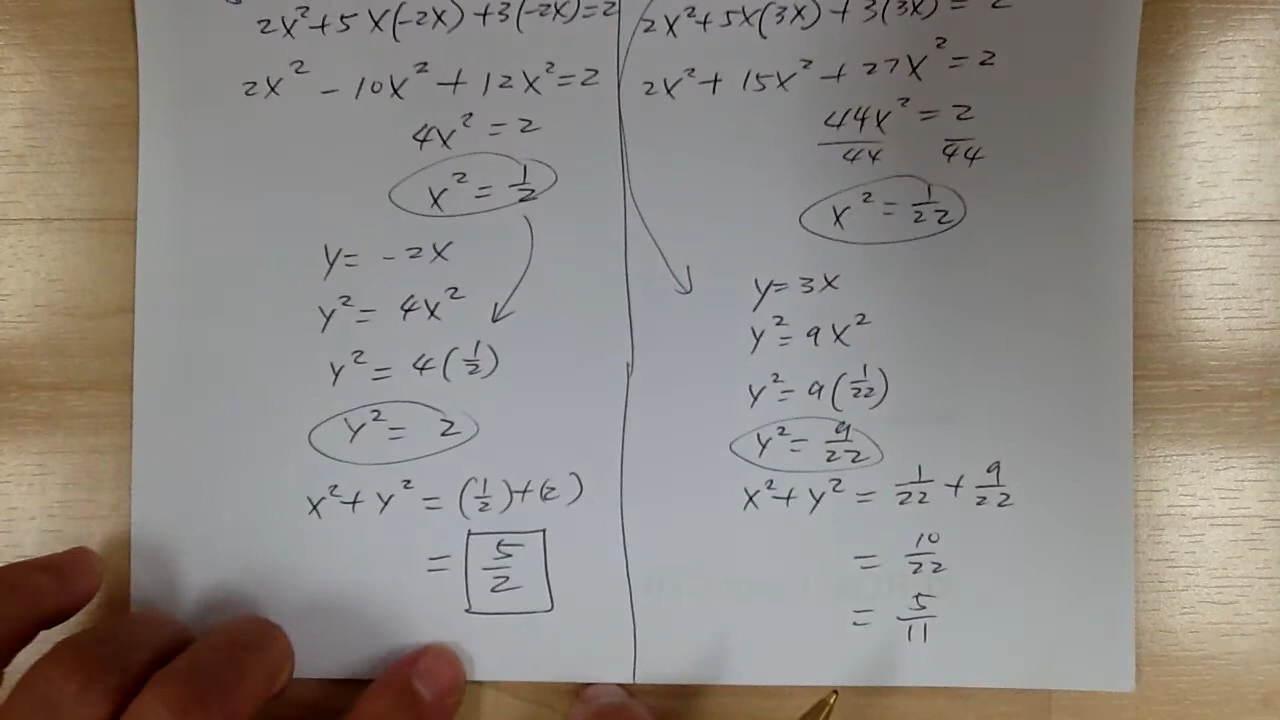 2x²+5x(-2x)+3(-2x)=2
2x² - 10x² + 12x²=2
4x² = 2
x² = 1/2
y= -2x
y²= 4x²
y² = 4(1/2)
y² = 2
x²+y² = (1/2)+(2)
= 5/2
2x²+5x(3x)+3(3x)= 2
2x²+ 15x²+27x²=2
44x² = 2
44 44
x² = 1/22
y=3x
y²=9x²
y²=9(1/22)
y²= 9/22
x²+y² = 1/22 + 9/22
= 10/22
= 5/11